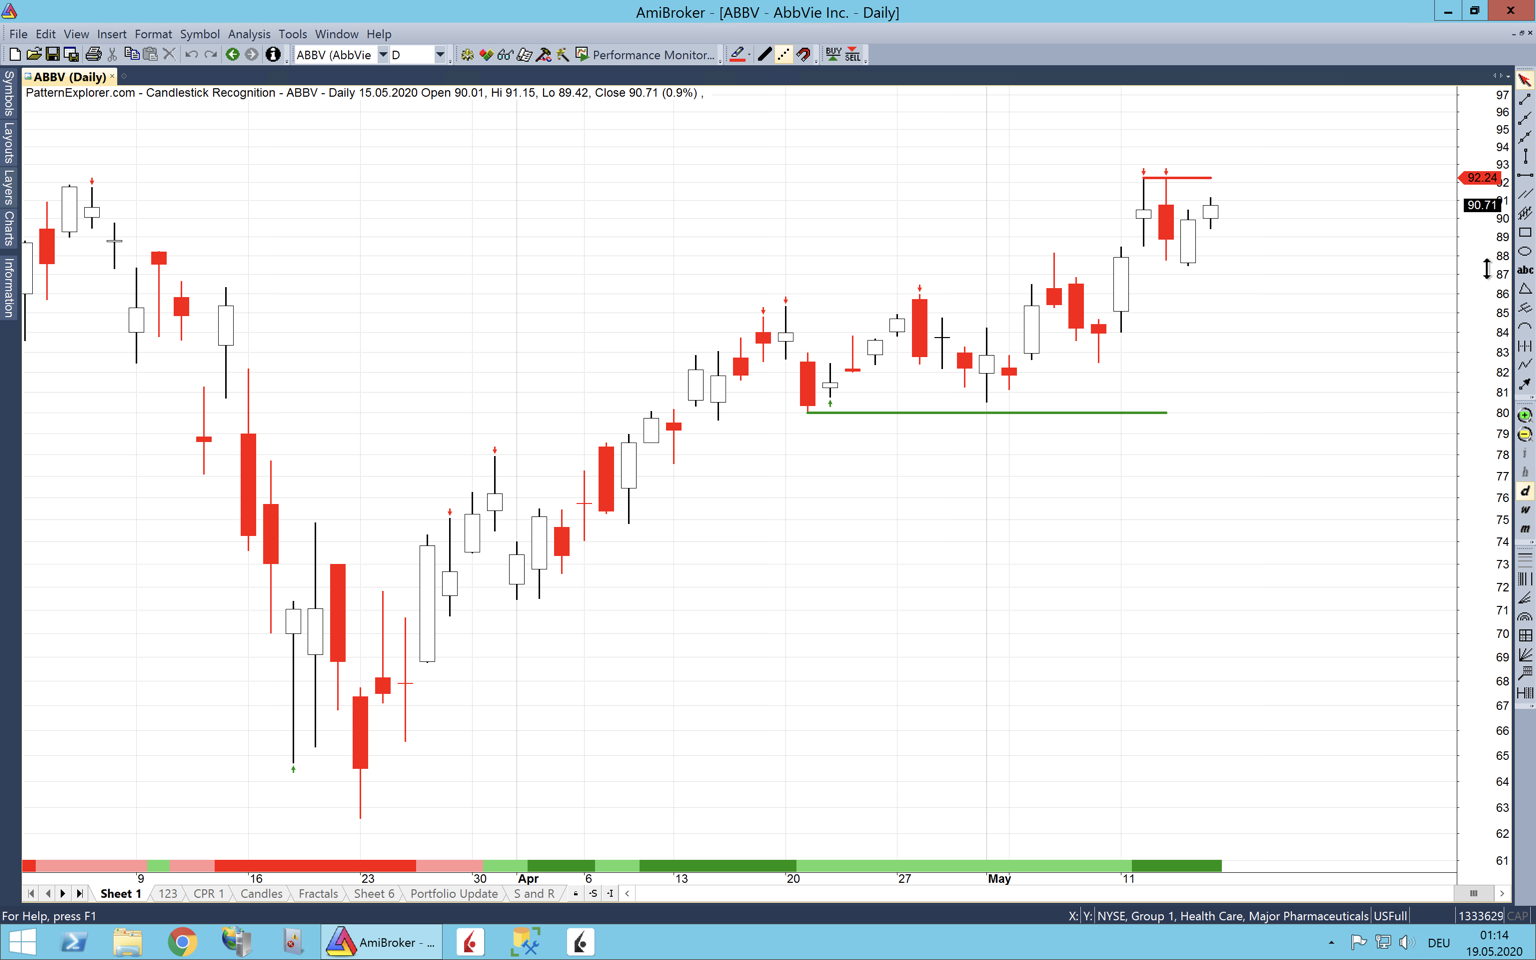 AmiBroker - [ABBV - AbbVie Inc. - Daily]
File Edit View Insert Format Symbol Analysis Tools Window Help
ABBV (AbbVie D Performance Monitor... BUY SELL
ABBV (Daily)
PatternExplorer.com - Candlestick Recognition - ABBV - Daily 15.05.2020 Open 90.01, Hi 91.15, Lo 89.42, Close 90.71 (0.9%) ,
Symbols
Layouts
Layers
Charts
Information
97
96
95
94
93
92.24
90.71
90
89
88
87
86
85
84
83
82
81
80
79
78
77
76
75
74
73
72
71
70
69
68
67
66
65
64
63
62
61
abc
i
h
d
w
m
9 16 23 30 Apr 6 13 20 27 May 11
Sheet 1 123 CPR 1 Candles Fractals Sheet 6 Portfolio Update S and R -S -I
For Help, press F1
X: Y: NYSE, Group 1, Health Care, Major Pharmaceuticals USFull 1333629 CAP
AmiBroker - ...
DEU
01:14
19.05.2020